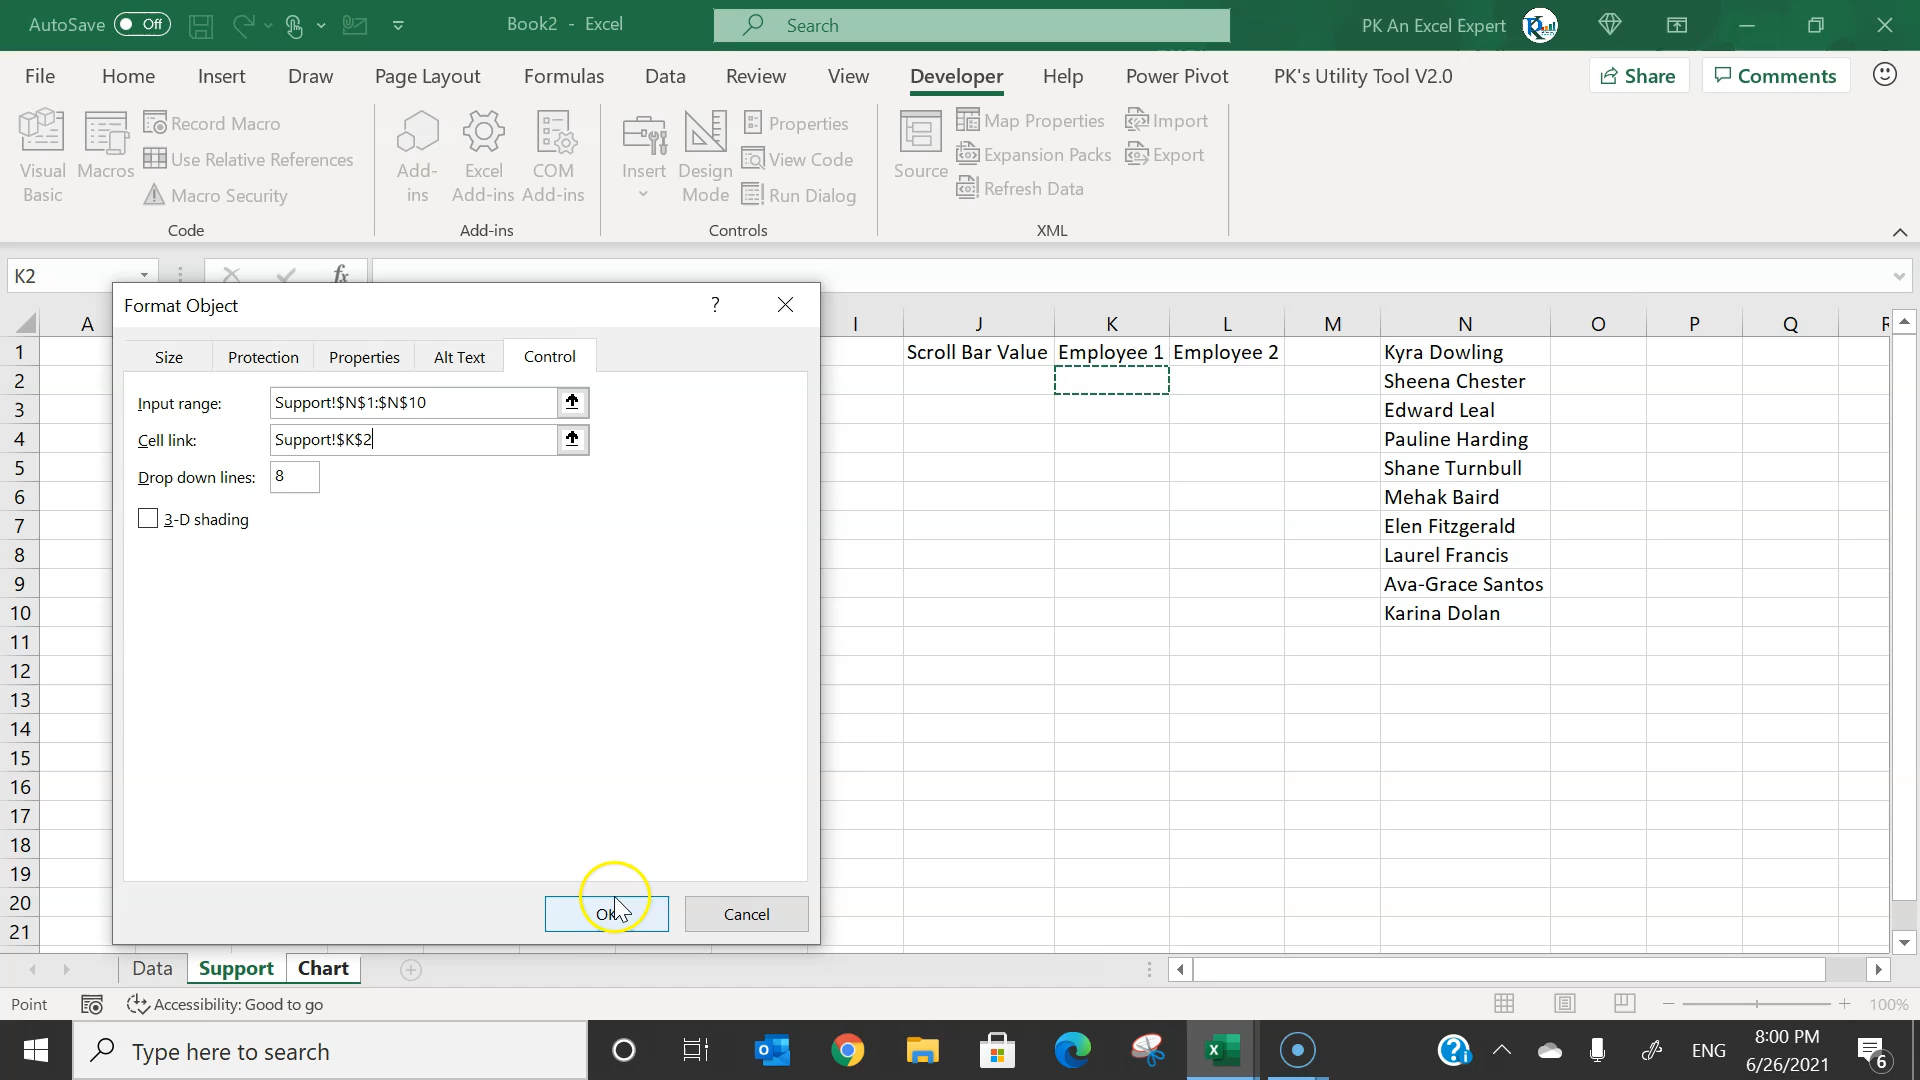 AutoSave Off Book2 - Excel Search PK An Excel Expert
File Home Insert Draw Page Layout Formulas Data Review View Developer Help Power Pivot PK's Utility Tool V2.0 Share Comments
Visual Basic
Macros
Record Macro
Use Relative References
Macro Security
Code
Add-ins
Excel Add-ins
COM Add-ins
Add-ins
Insert
Design Mode
Properties
View Code
Run Dialog
Controls
Source
Map Properties
Expansion Packs
Refresh Data
Import
Export
XML
K2 fx
Format Object ?
Size Protection Properties Alt Text Control
Input range: Support!$N$1:$N$10
Cell link: Support!$K$2
Drop down lines: 8
3-D shading
OK Cancel
A I J K L M N O P Q R
1 Scroll Bar Value Employee 1 Employee 2 Kyra Dowling
2 Sheena Chester
3 Edward Leal
4 Pauline Harding
5 Shane Turnbull
6 Mehak Baird
7 Elen Fitzgerald
8 Laurel Francis
9 Ava-Grace Santos
10 Karina Dolan
11
12
13
14
15
16
17
18
19
20
21
Data Support Chart
Point Accessibility: Good to go 100%
Type here to search ENG 8:00 PM
6/26/2021 6